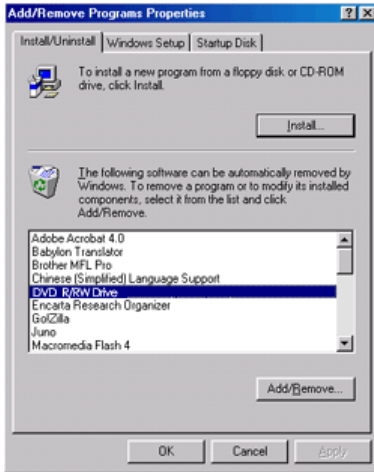 Add/Remove Programs Properties
Install/Uninstall Windows Setup Startup Disk
To install a new program from a floppy disk or CD-ROM
drive, click Install.
Install...
The following software can be automatically removed by
Windows. To remove a program or to modify its installed
components, select it from the list and click
Add/Remove.
Adobe Acrobat 4.0
Babylon Translator
Brother MFL Pro
Chinese (Simplified) Language Support
DVD R/RW Drive
Encarta Research Organizer
Go!Zilla
Juno
Macromedia Flash 4
Add/Remove...
OK Cancel Apply